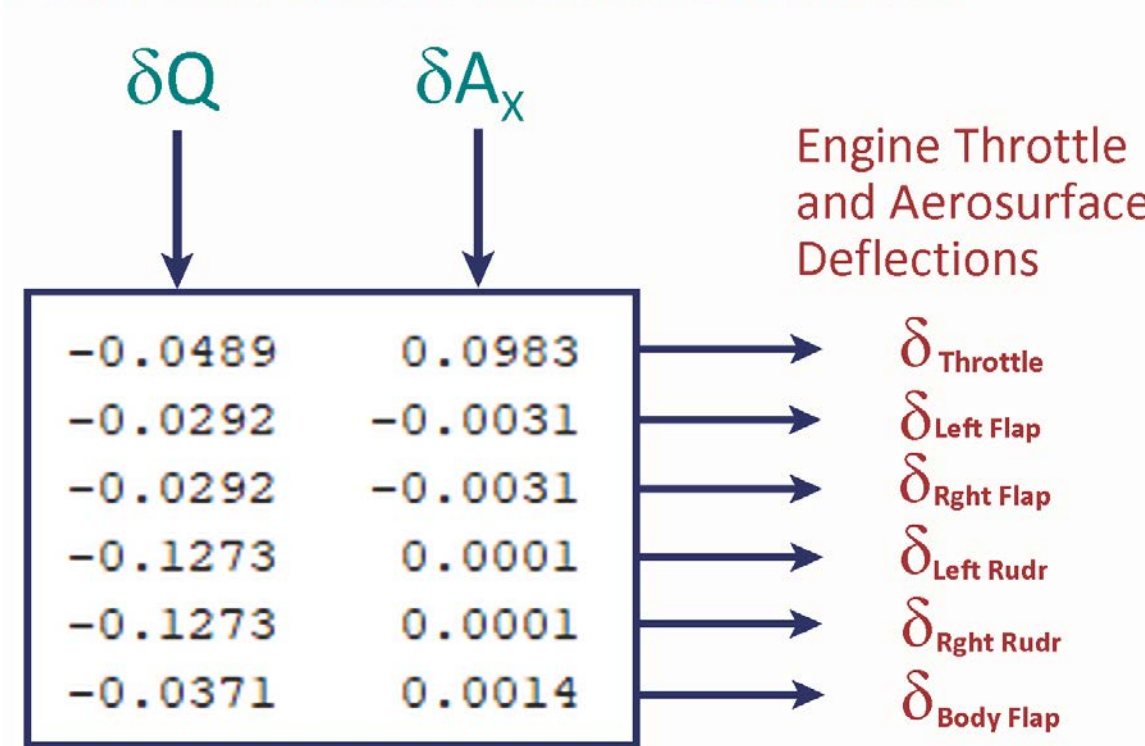 δQ δAX
Engine Throttle
and Aerosurface
Deflections
-0.0489 0.0983 δThrottle
-0.0292 -0.0031 δLeft Flap
-0.0292 -0.0031 δRght Flap
-0.1273 0.0001 δLeft Rudr
-0.1273 0.0001 δRght Rudr
-0.0371 0.0014 δBody Flap